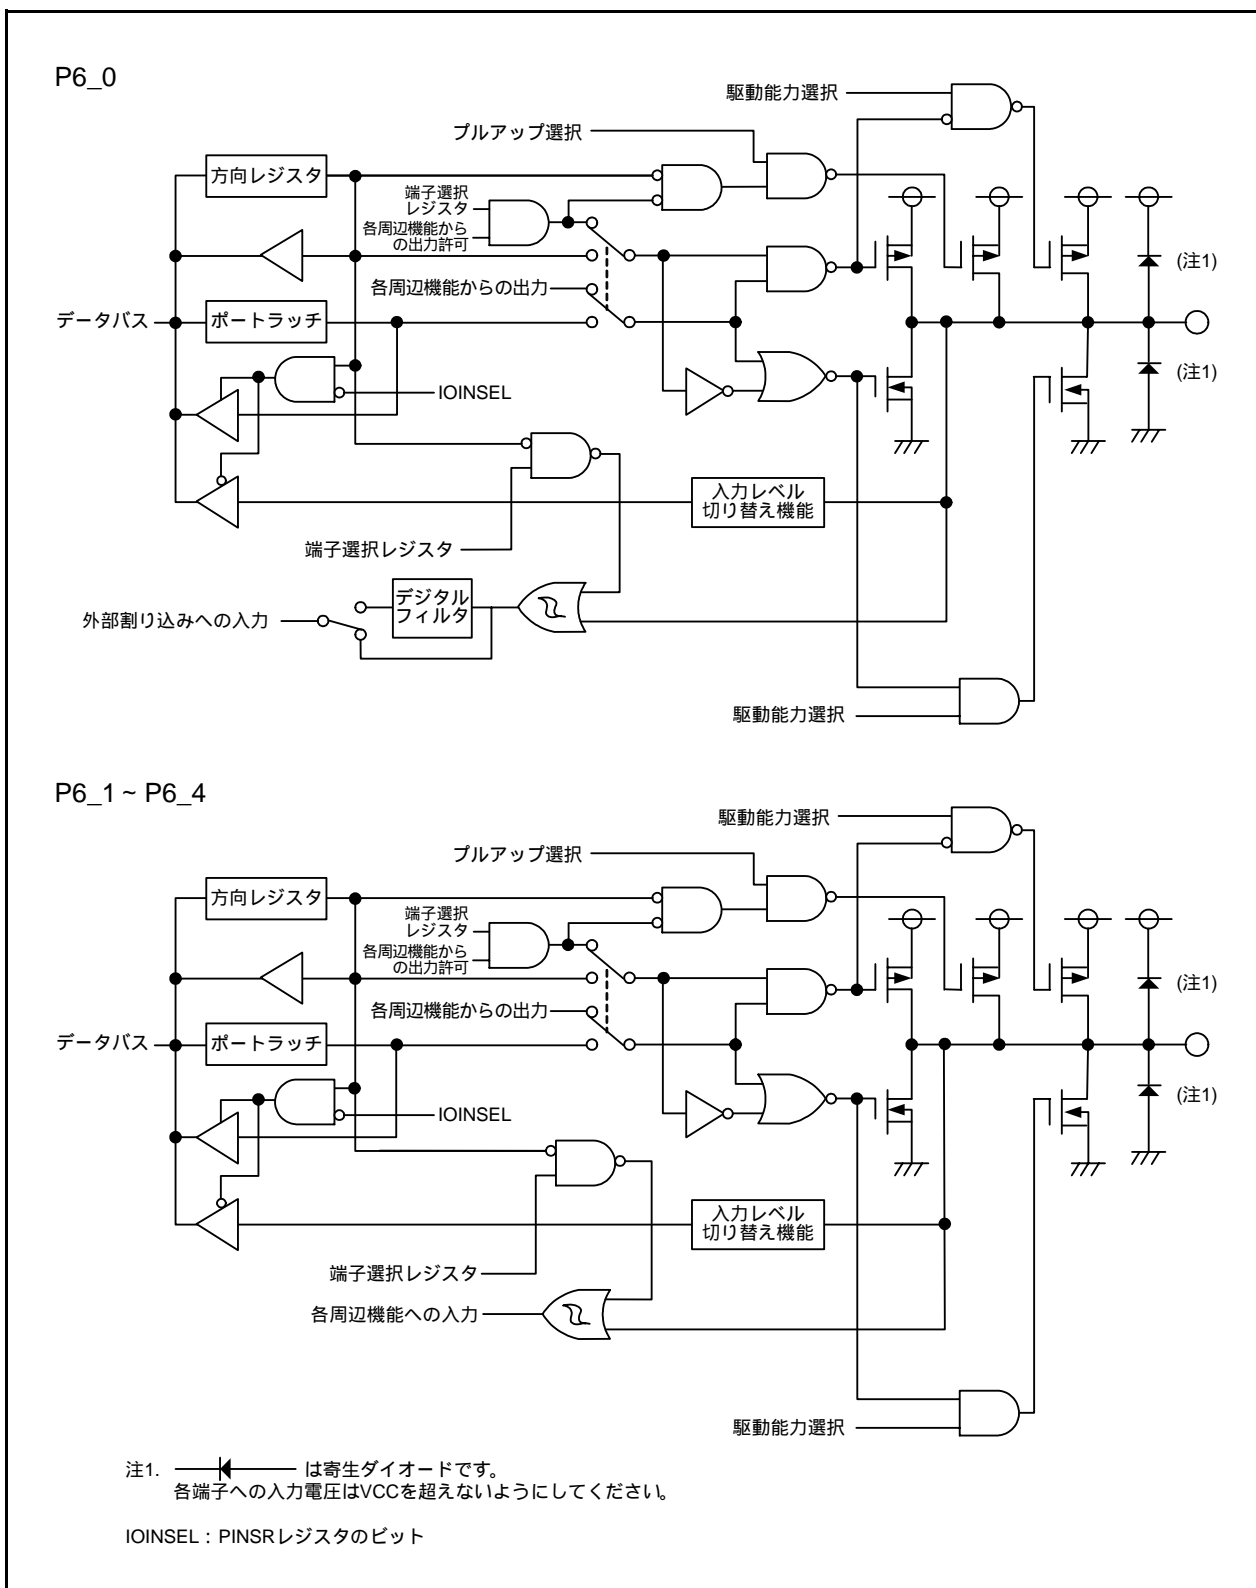 P6_0
駆動能力選択
プルアップ選択
方向レジスタ
端子選択
レジスタ
各周辺機能から
の出力許可
(注1)
各周辺機能からの出力
データバス
ポートラッチ
(注1)
IOINSEL
入力レベル
切り替え機能
端子選択レジスタ
デジタル
フィルタ
外部割り込みへの入力
駆動能力選択
P6_1 ~ P6_4
駆動能力選択
プルアップ選択
方向レジスタ
端子選択
レジスタ
各周辺機能から
の出力許可
(注1)
各周辺機能からの出力
データバス
ポートラッチ
(注1)
IOINSEL
入力レベル
切り替え機能
端子選択レジスタ
各周辺機能への入力
駆動能力選択
注1. は寄生ダイオードです。
各端子への入力電圧はVCCを超えないようにしてください。
IOINSEL：PINSRレジスタのビット